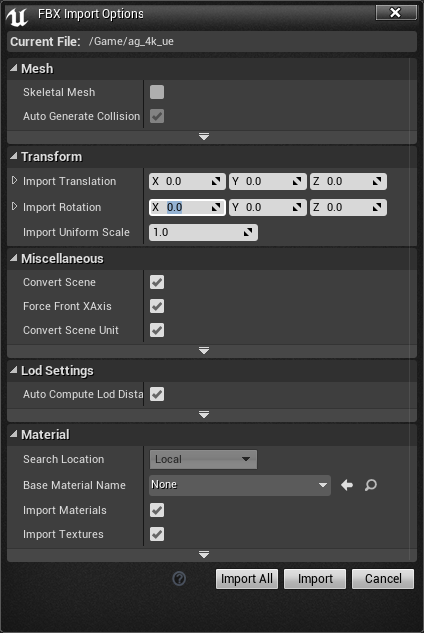 FBX Import Options
Current File: /Game/ag_4k_ue
Mesh
Skeletal Mesh
Auto Generate Collision
Transform
Import Translation X 0.0 Y 0.0 Z 0.0
Import Rotation X 0.0 Y 0.0 Z 0.0
Import Uniform Scale 1.0
Miscellaneous
Convert Scene
Force Front XAxis
Convert Scene Unit
Lod Settings
Auto Compute Lod Dista
Material
Search Location Local
Base Material Name None
Import Materials
Import Textures
? Import All Import Cancel